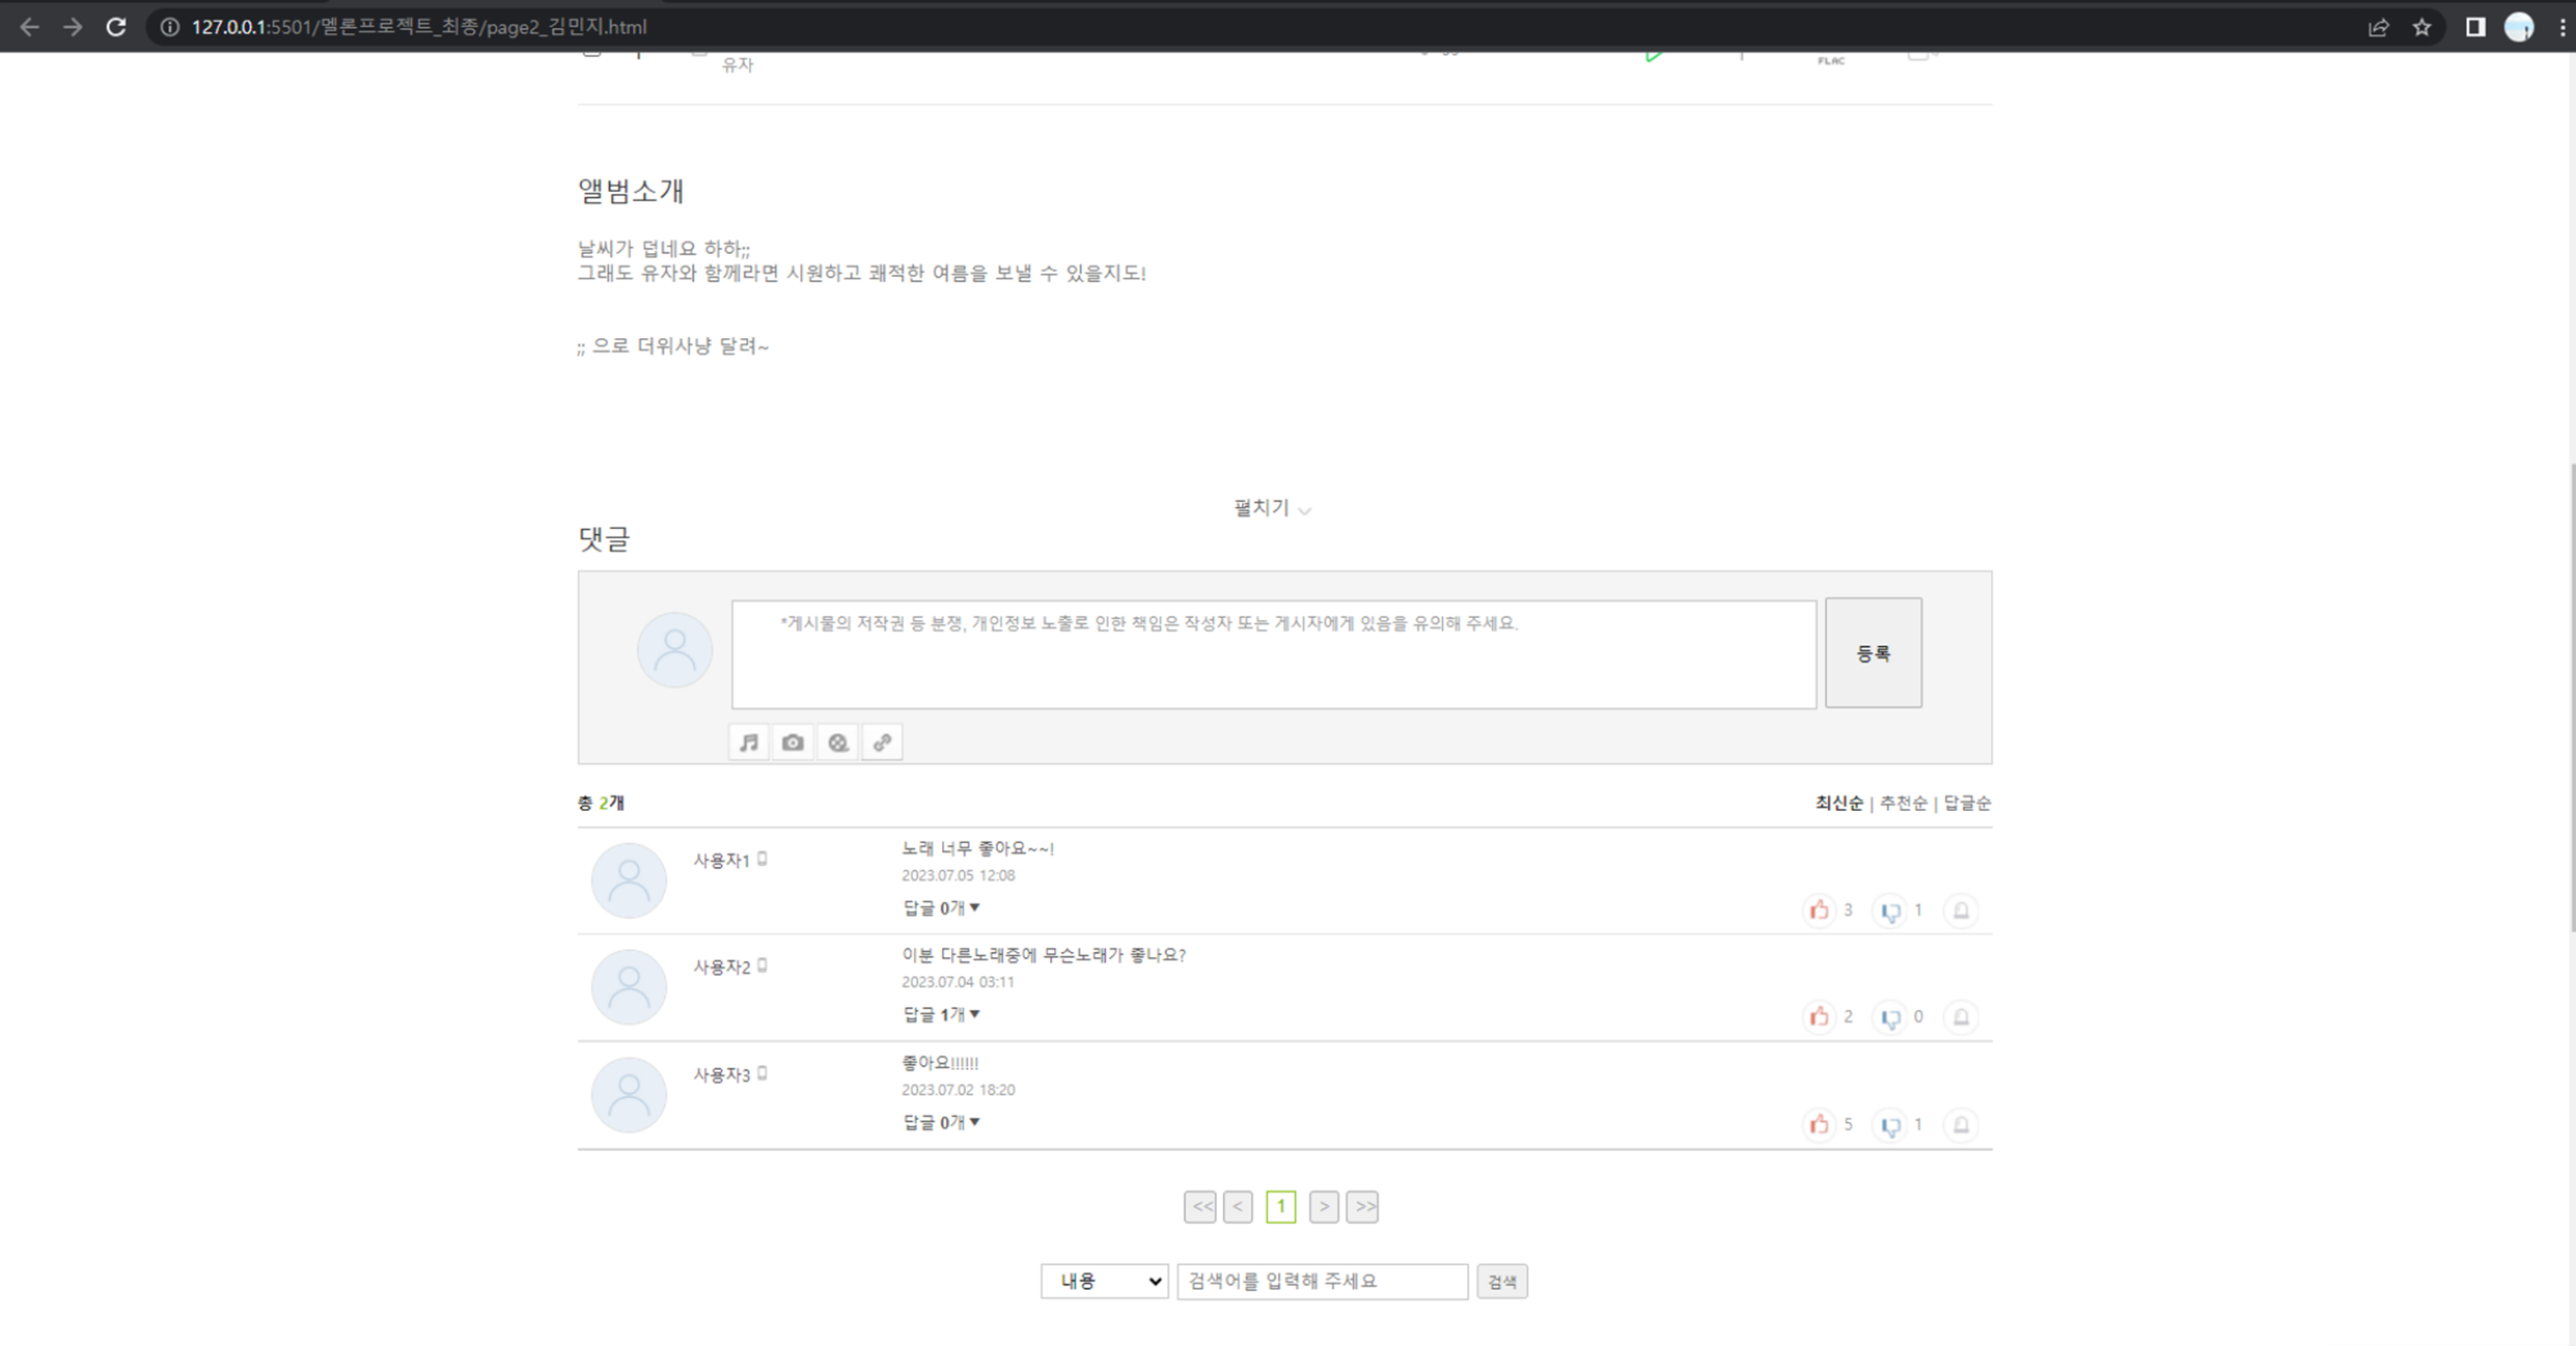 127.0.0.1:5501/멜론프로젝트_최종/page2_김민지.html
유자
FLAC
앨범소개
날씨가 덥네요 하하;;
그래도 유자와 함께라면 시원하고 쾌적한 여름을 보낼 수 있을지도!
;; 으로 더위사냥 달려~
펼치기
댓글
*게시물의 저작권 등 분쟁, 개인정보 노출로 인한 책임은 작성자 또는 게시자에게 있음을 유의해 주세요.
등록
총 2개
최신순 | 추천순 | 답글순
사용자1
노래 너무 좋아요~~!
2023.07.05 12:08
답글 0개▼
3 1
사용자2
이분 다른노래중에 무슨노래가 좋나요?
2023.07.04 03:11
답글 1개▼
2 0
사용자3
좋아요!!!!!!
2023.07.02 18:20
답글 0개▼
5 1
<< < 1 > >>
내용 검색어를 입력해 주세요 검색